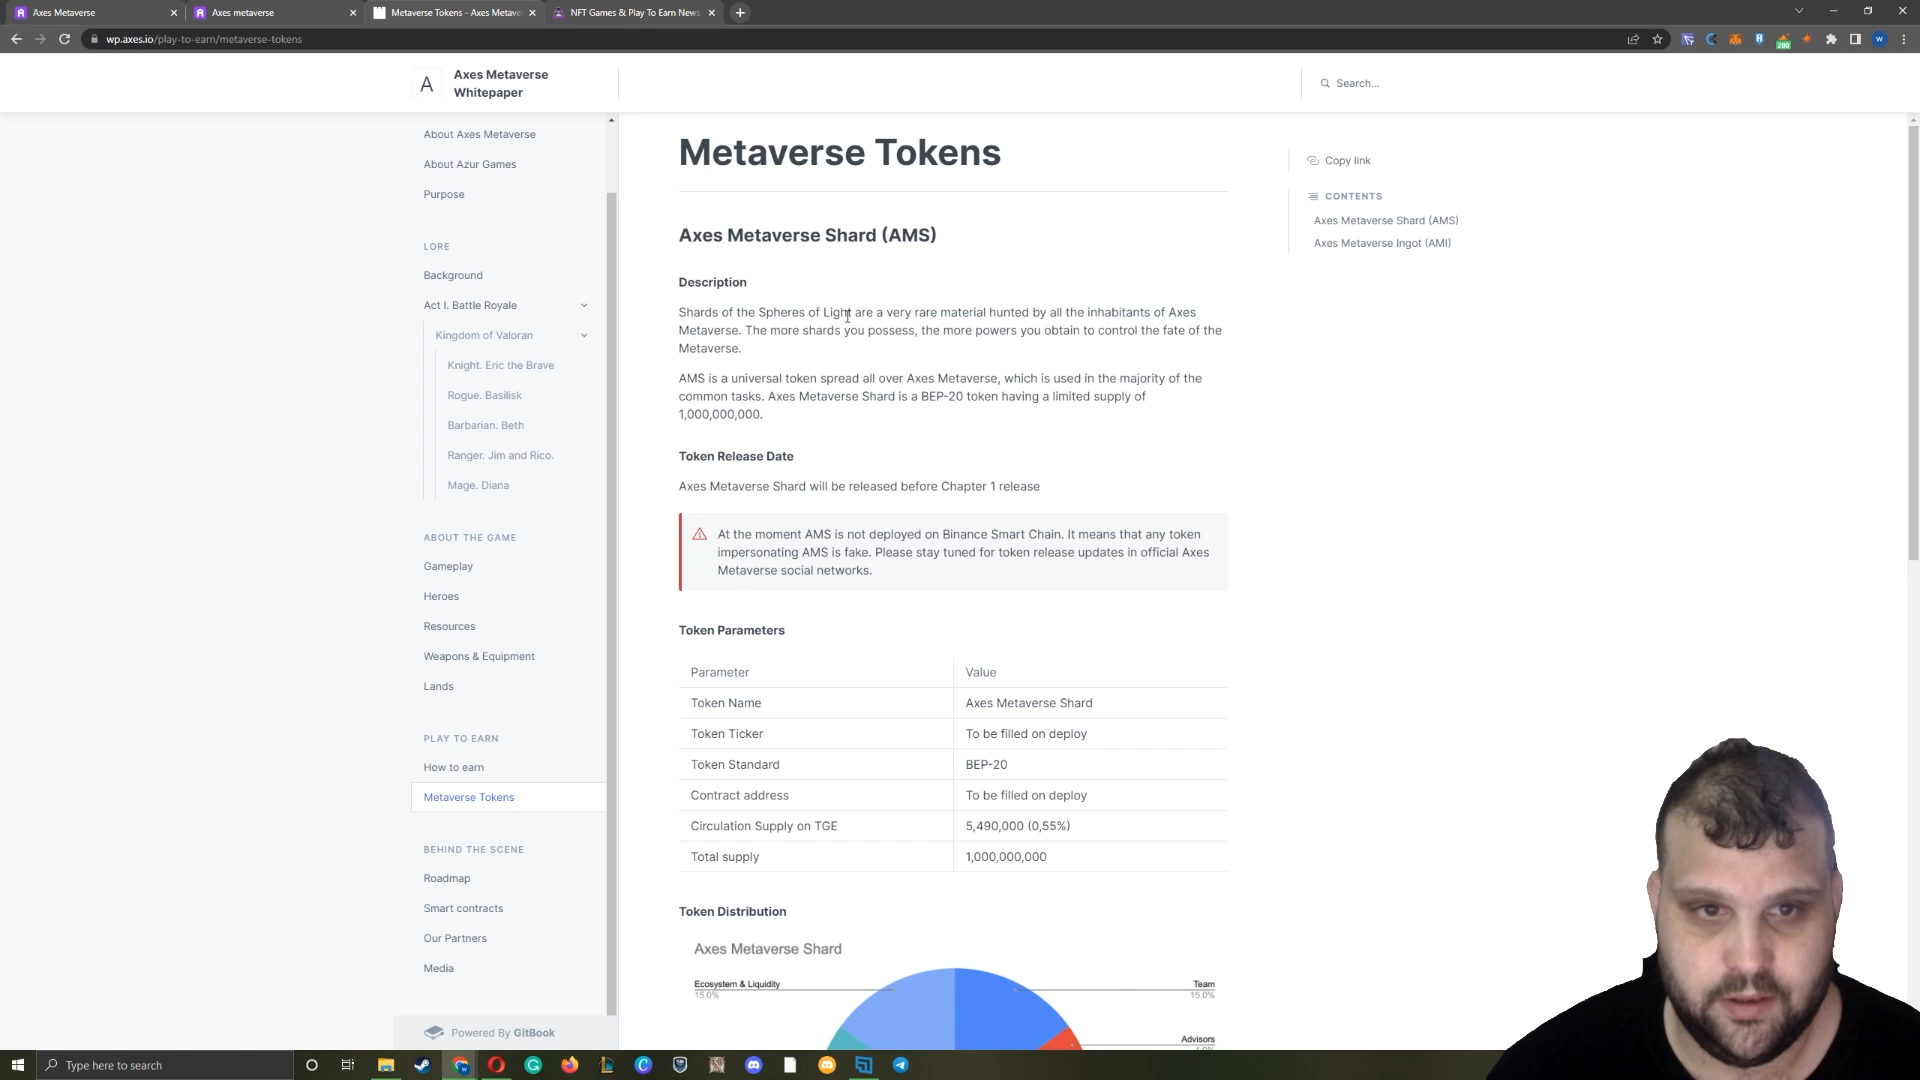 Axes Metaverse
Axes metaverse
Metaverse Tokens - Axes Metave
NFT Games & Play To Earn News
wp.axes.io/play-to-earn/metaverse-tokens
200
W
A
Axes Metaverse
Whitepaper
Search...
About Axes Metaverse
About Azur Games
Purpose
LORE
Background
Act I. Battle Royale
Kingdom of Valoran
Knight. Eric the Brave
Rogue. Basilisk
Barbarian. Beth
Ranger. Jim and Rico.
Mage. Diana
ABOUT THE GAME
Gameplay
Heroes
Resources
Weapons & Equipment
Lands
PLAY TO EARN
How to earn
Metaverse Tokens
BEHIND THE SCENE
Roadmap
Smart contracts
Our Partners
Media
Powered By GitBook
Metaverse Tokens
Axes Metaverse Shard (AMS)
Description
Shards of the Spheres of Light are a very rare material hunted by all the inhabitants of Axes
Metaverse. The more shards you possess, the more powers you obtain to control the fate of the
Metaverse.
AMS is a universal token spread all over Axes Metaverse, which is used in the majority of the
common tasks. Axes Metaverse Shard is a BEP-20 token having a limited supply of
1,000,000,000.
Token Release Date
Axes Metaverse Shard will be released before Chapter 1 release
At the moment AMS is not deployed on Binance Smart Chain. It means that any token
impersonating AMS is fake. Please stay tuned for token release updates in official Axes
Metaverse social networks.
Token Parameters
Parameter Value
Token Name Axes Metaverse Shard
Token Ticker To be filled on deploy
Token Standard BEP-20
Contract address To be filled on deploy
Circulation Supply on TGE 5,490,000 (0,55%)
Total supply 1,000,000,000
Token Distribution
Axes Metaverse Shard
Ecosystem & Liquidity
15.0%
Team
15.0%
Advisors
Copy link
CONTENTS
Axes Metaverse Shard (AMS)
Axes Metaverse Ingot (AMI)
Type here to search